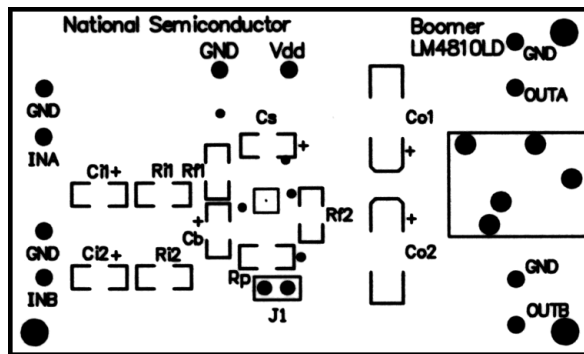 National Semiconductor
Boomer
LM4810LD
GND
Vdd
GND
OUTA
GND
INA
Cs
+
Co1
+
Ci1+
Ri1
Rf1
+
Cb
Rf2
+
Co2
GND
INB
Ci2+
Ri2
Rp
J1
GND
OUTB